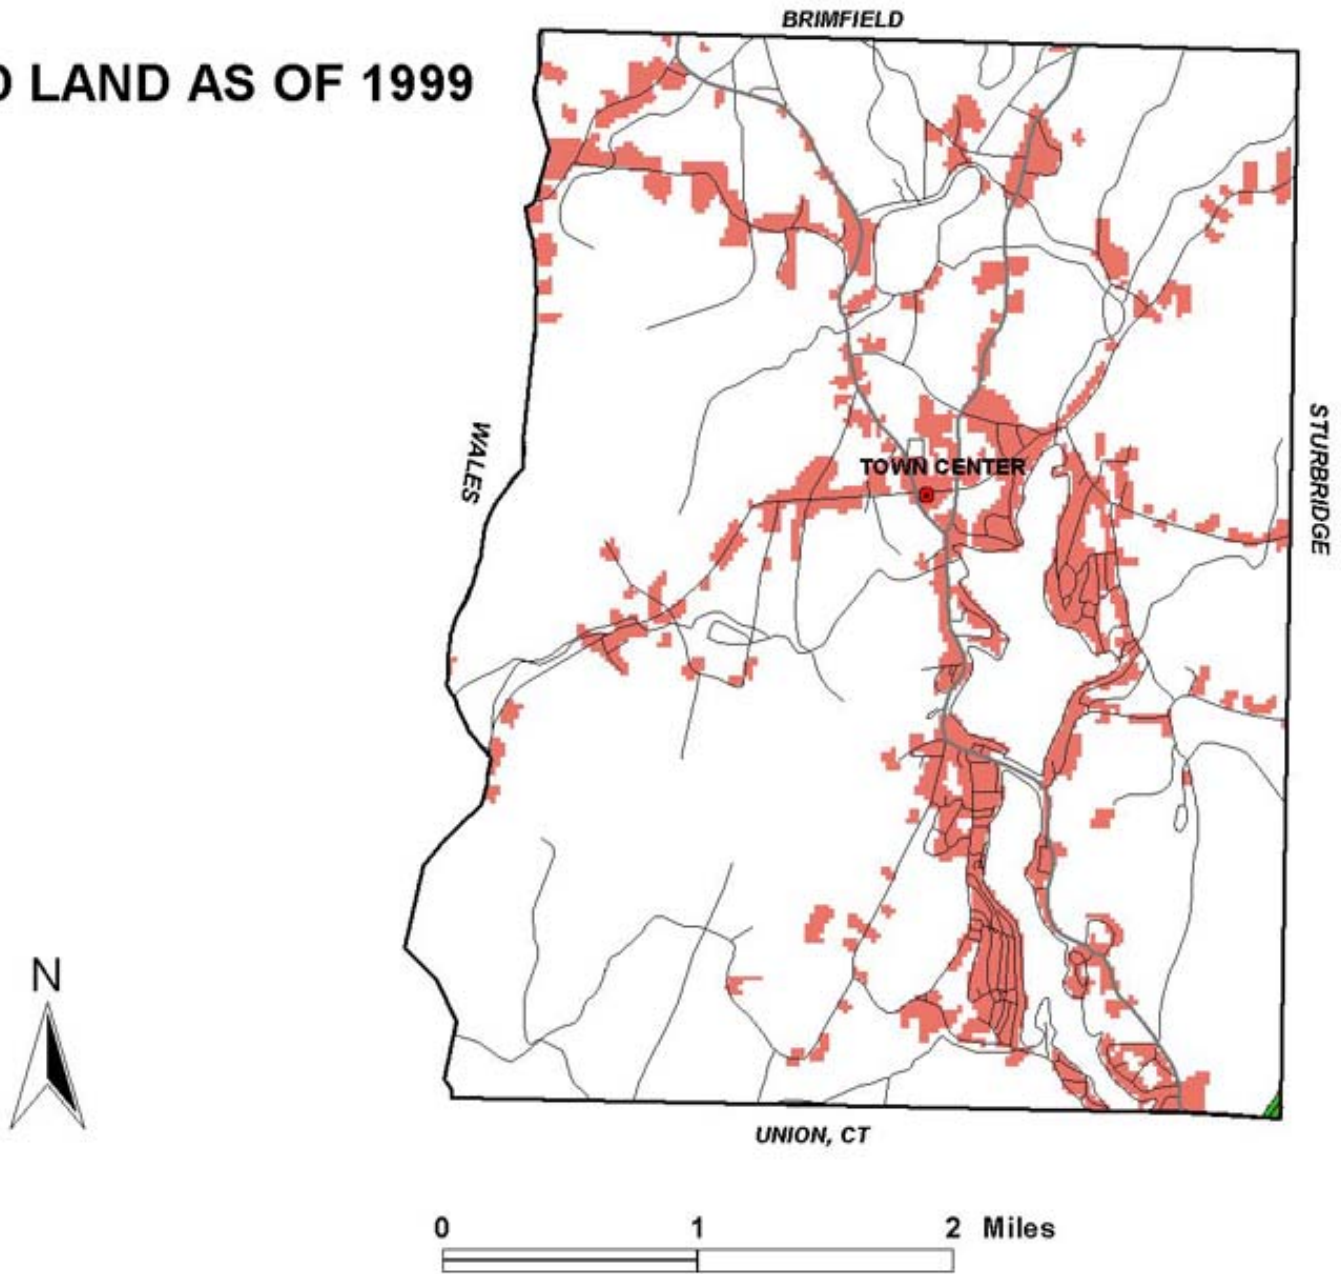 BRIMFIELD
LAND AS OF 1999
WALES
TOWN CENTER
STURBRIDGE
UNION, CT
N
0 1 2 Miles